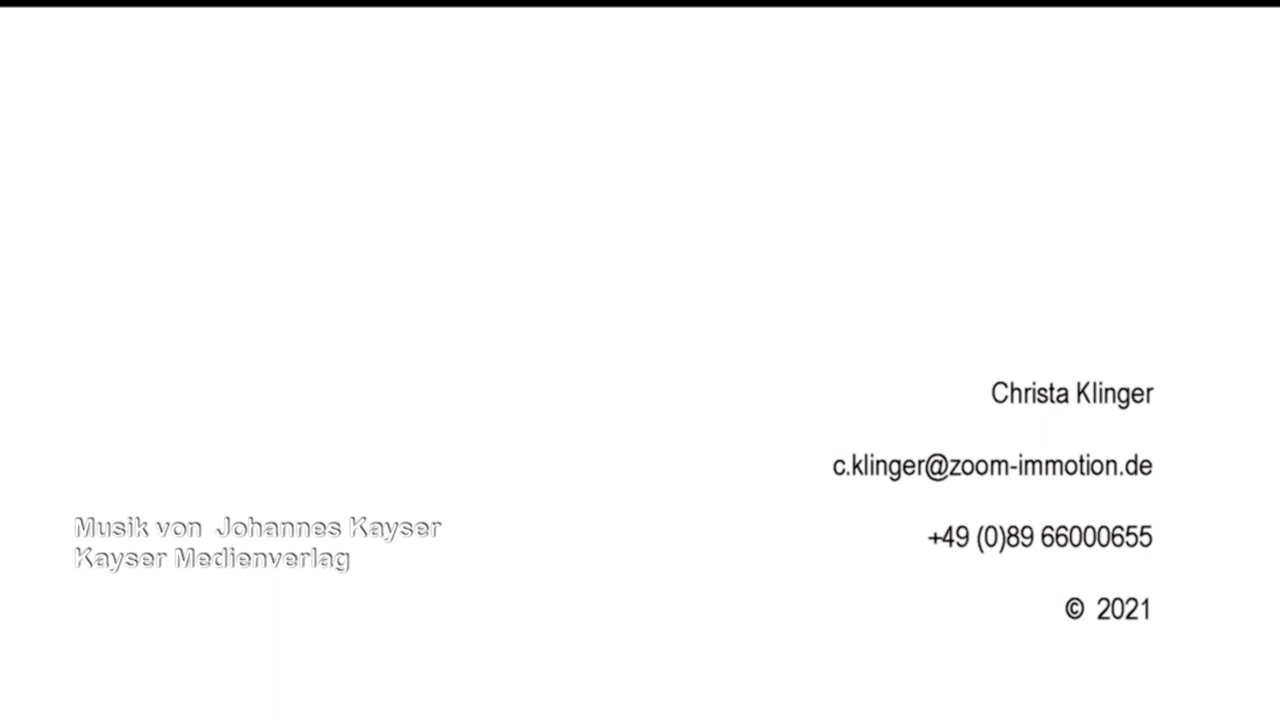 Christa Klinger
c.klinger@zoom-immotion.de
Musik von Johannes Kayser
Kayser Medienverlag
+49 (0)89 66000655
© 2021